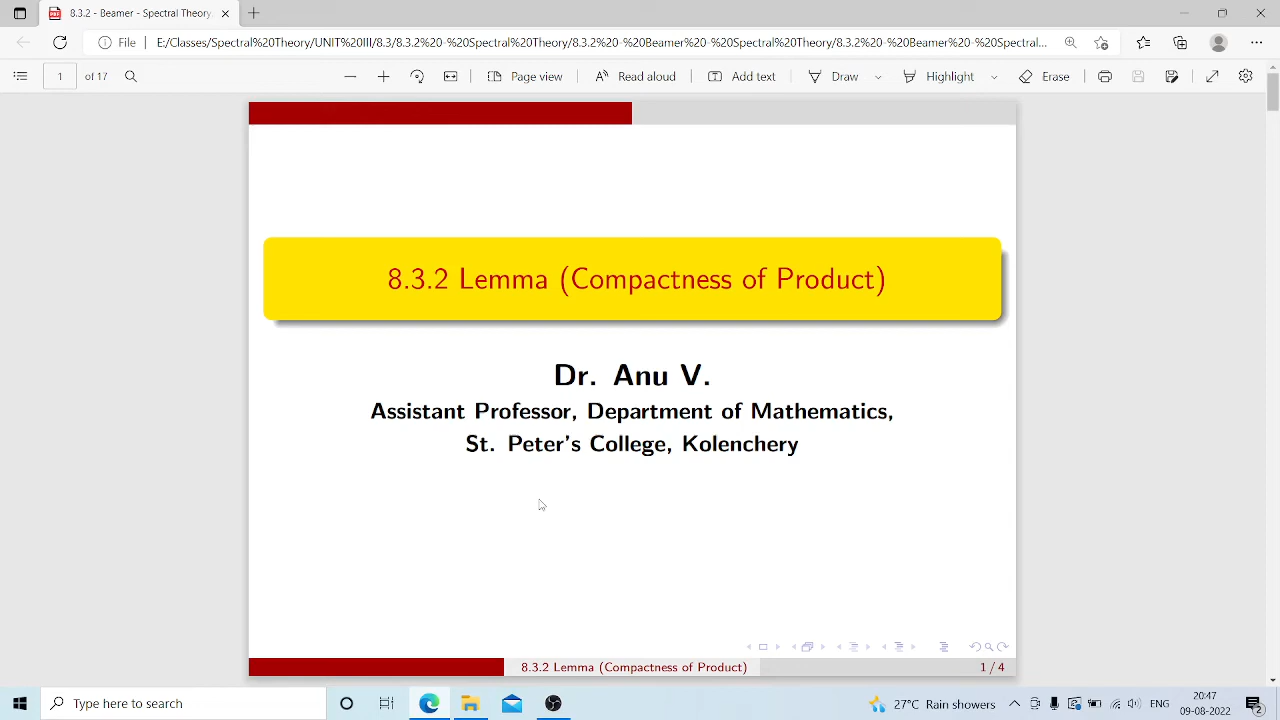 8.3.2 - Beamer - Spectral Theory
File
E:/Classes/Spectral%20Theory/UNIT%20III/8.3/8.3.2%20-%20Beamer%20-%20Spectral%20Theory/8.3.2%20-%20Beamer%20-%20Spectral...
1 of 17
Page view
Read aloud
Add text
Draw
Highlight
Erase
8.3.2 Lemma (Compactness of Product)
Dr. Anu V.
Assistant Professor, Department of Mathematics,
St. Peter's College, Kolenchery
8.3.2 Lemma (Compactness of Product)
1 / 4
Type here to search
27°C Rain showers
ENG
20:47
09-08-2022
2